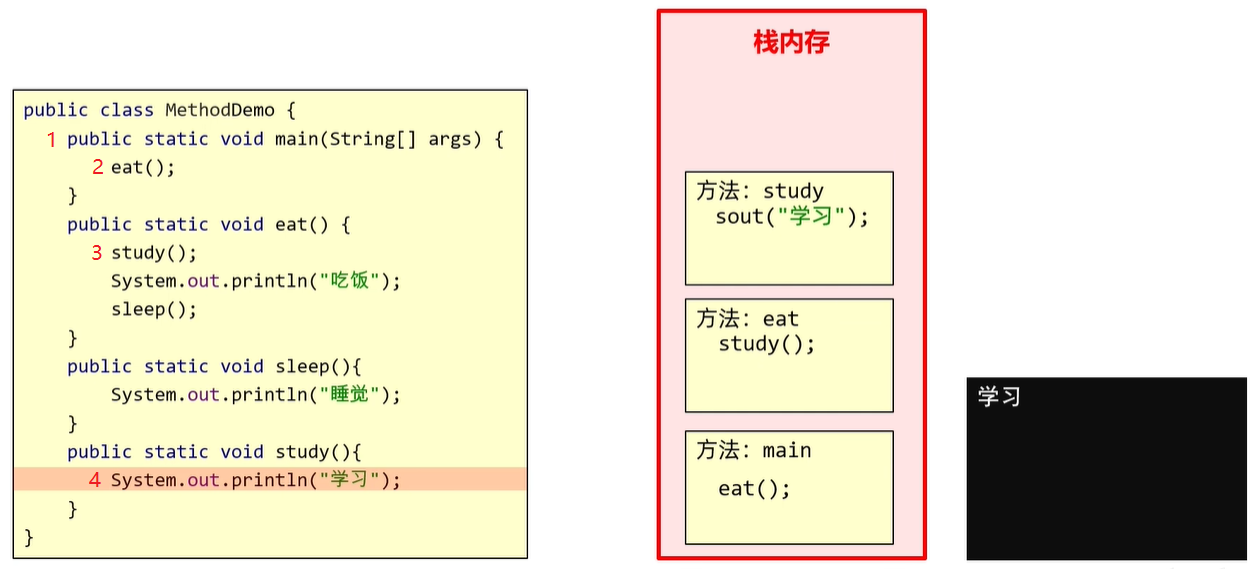 public class MethodDemo {
1 public static void main(String[] args) {
2 eat();
}
public static void eat() {
3 study();
System.out.println("吃饭");
sleep();
}
public static void sleep(){
System.out.println("睡觉");
}
public static void study(){
4 System.out.println("学习");
}
}
栈内存
方法: study
sout("学习");
方法: eat
study();
方法: main
eat();
学习